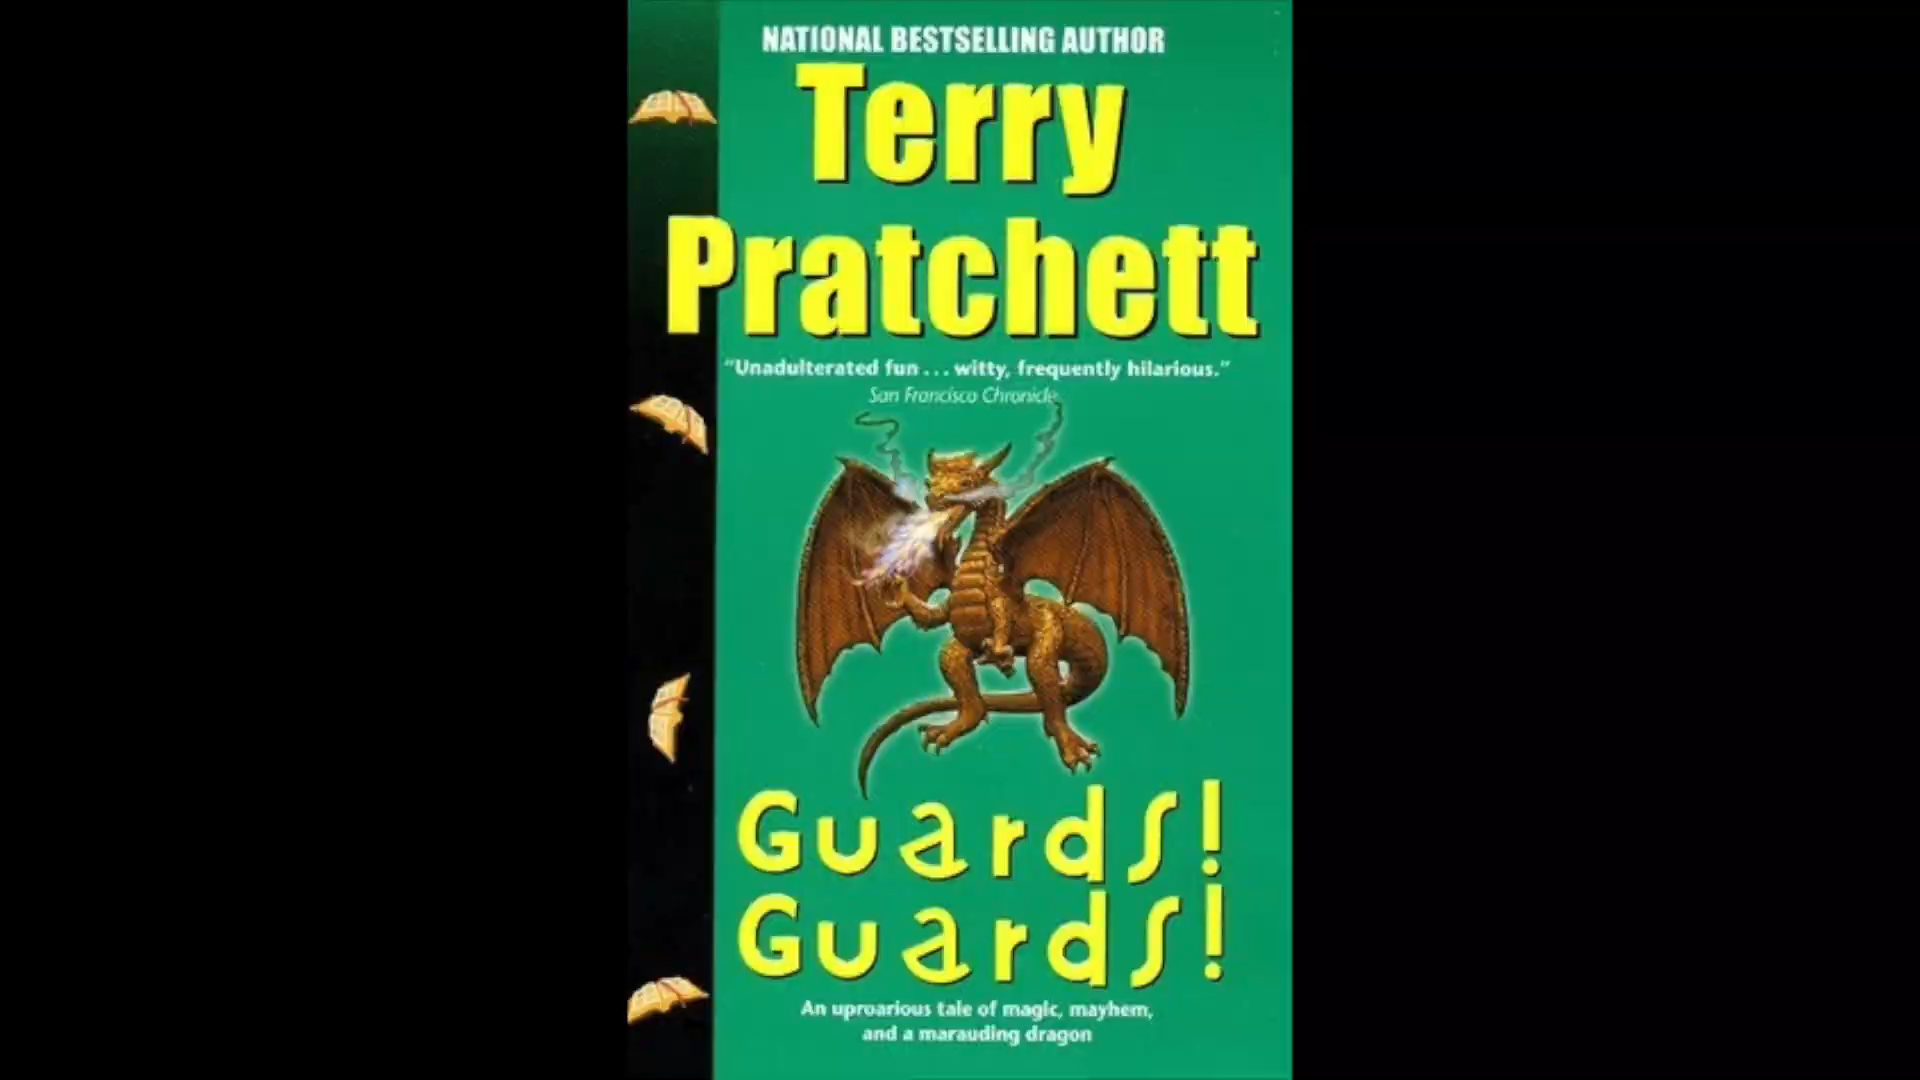 NATIONAL BESTSELLING AUTHOR
Terry
Pratchett
"Unadulterated fun... witty, frequently hilarious."
San Francisco Chronicle
Guards!
Guards!
An uproarious tale of magic, mayhem,
and a marauding dragon